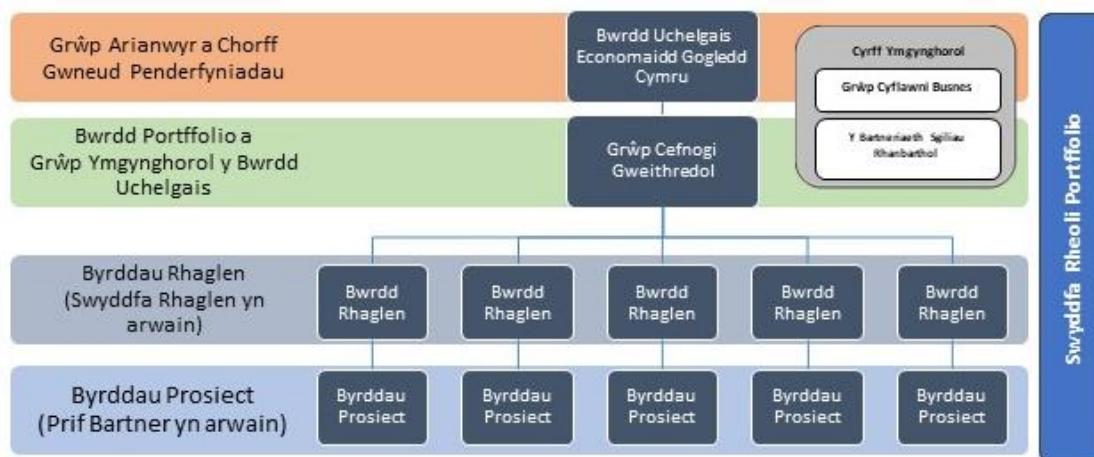 Grŵp Arianwyr a Chorff
Gwneud Penderfyniadau
Bwrdd Uchelgais
Economaidd Gogledd
Cymru
Cyrff Ymgynghorol
Grŵp Cyflawni Busnes
Y Bartneriaeth Sgiliau
Rhanbarthol
Bwrdd Portffolio a
Grŵp Ymgynghorol y Bwrdd
Uchelgais
Grŵp Cefnogi
Gweithredol
Byrddau Rhaglen
(Swyddfa Rhaglen yn
arwain)
Bwrdd
Rhaglen
Bwrdd
Rhaglen
Bwrdd
Rhaglen
Bwrdd
Rhaglen
Bwrdd
Rhaglen
Byrddau Prosiect
(Prif Bartner yn arwain)
Byrddau
Prosiect
Byrddau
Prosiect
Byrddau
Prosiect
Byrddau
Prosiect
Byrddau
Prosiect
Swyddfa Rheoli Portffolio